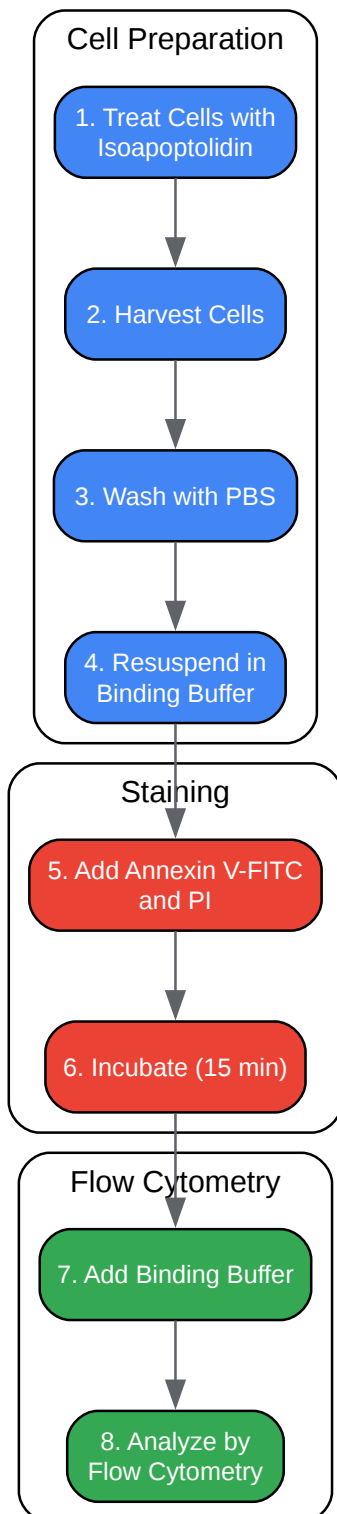 Cell Preparation
1. Treat Cells with
Isoapoptolidin
2. Harvest Cells
3. Wash with PBS
4. Resuspend in
Binding Buffer
Staining
5. Add Annexin V-FITC
and PI
6. Incubate (15 min)
Flow Cytometry
7. Add Binding Buffer
8. Analyze by
Flow Cytometry